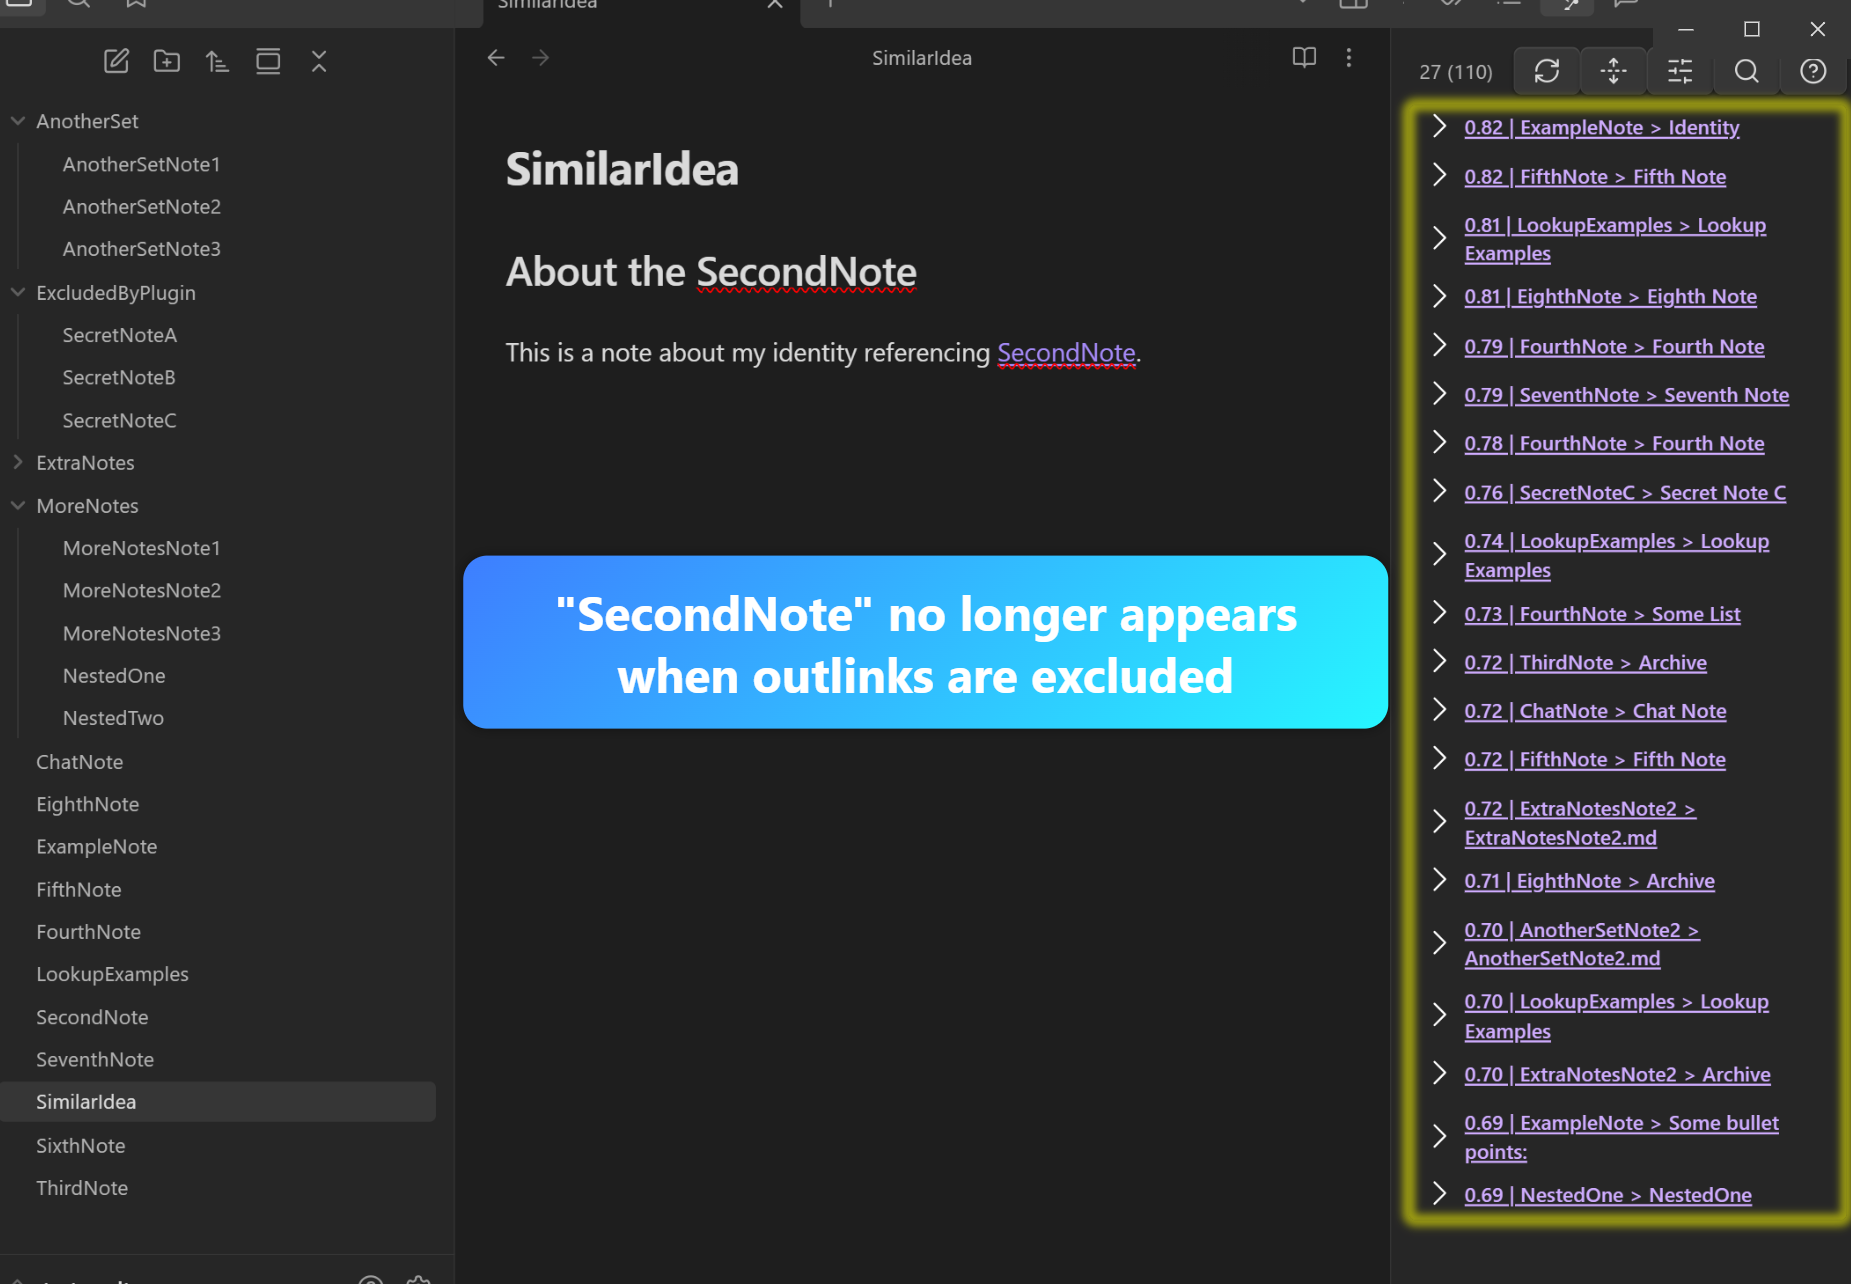 SimilarIdea
AnotherSet
AnotherSetNote1
AnotherSetNote2
AnotherSetNote3
ExcludedByPlugin
SecretNoteA
SecretNoteB
SecretNoteC
ExtraNotes
MoreNotes
MoreNotesNote1
MoreNotesNote2
MoreNotesNote3
NestedOne
NestedTwo
ChatNote
EighthNote
ExampleNote
FifthNote
FourthNote
LookupExamples
SecondNote
SeventhNote
SimilarIdea
SixthNote
ThirdNote
SimilarIdea
SimilarIdea
About the SecondNote
This is a note about my identity referencing SecondNote.
"SecondNote" no longer appears
when outlinks are excluded
27 (110)
0.82 | ExampleNote > Identity
0.82 | FifthNote > Fifth Note
0.81 | LookupExamples > Lookup
Examples
0.81 | EighthNote > Eighth Note
0.79 | FourthNote > Fourth Note
0.79 | SeventhNote > Seventh Note
0.78 | FourthNote > Fourth Note
0.76 | SecretNoteC > Secret Note C
0.74 | LookupExamples > Lookup
Examples
0.73 | FourthNote > Some List
0.72 | ThirdNote > Archive
0.72 | ChatNote > Chat Note
0.72 | FifthNote > Fifth Note
0.72 | ExtraNotesNote2 >
ExtraNotesNote2.md
0.71 | EighthNote > Archive
0.70 | AnotherSetNote2 >
AnotherSetNote2.md
0.70 | LookupExamples > Lookup
Examples
0.70 | ExtraNotesNote2 > Archive
0.69 | ExampleNote > Some bullet
points:
0.69 | NestedOne > NestedOne